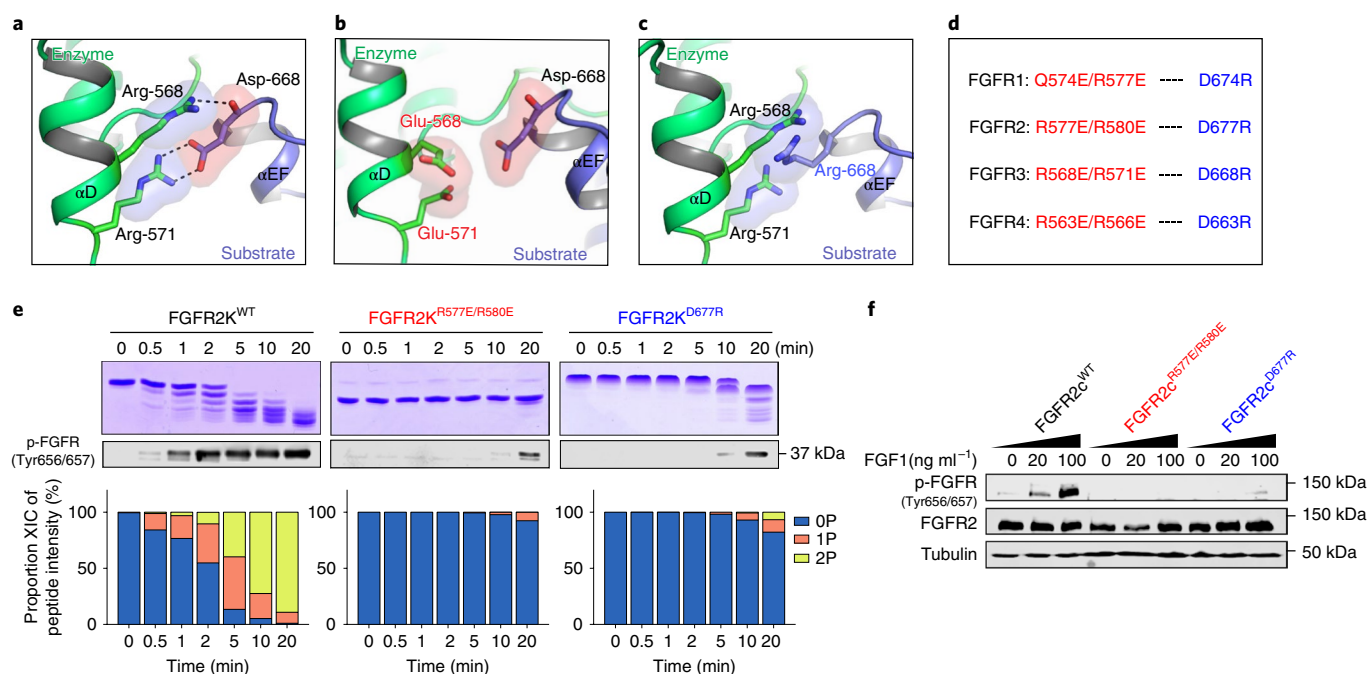 a
Enzyme
Arg-568
Asp-668
αD
αEF
Arg-571
Substrate
b
Enzyme
Asp-668
Glu-568
αD
αEF
Glu-571
Substrate
c
Enzyme
Arg-568
Arg-668
αD
αEF
Arg-571
Substrate
d
FGFR1: Q574E/R577E ---- D674R
FGFR2: R577E/R580E ---- D677R
FGFR3: R568E/R571E ---- D668R
FGFR4: R563E/R566E ---- D663R
e
FGFR2K^WT FGFR2K^R577E/R580E FGFR2K^D677R
0 0.5 1 2 5 10 20 0 0.5 1 2 5 10 20 0 0.5 1 2 5 10 20 (min)
p-FGFR
(Tyr656/657)
37 kDa
Proportion XIC of
peptide intensity (%)
100 100 100
50 50 50
0 0 0
0P
1P
2P
0 0.5 1 2 5 10 20 0 0.5 1 2 5 10 20 0 0.5 1 2 5 10 20
Time (min) Time (min) Time (min)
f
FGFR2c^WT
FGFR2c^R577E/R580E
FGFR2c^D677R
FGF1(ng ml−1) 0 20 100 0 20 100 0 20 100
p-FGFR
(Tyr656/657)
150 kDa
FGFR2
150 kDa
Tubulin
50 kDa